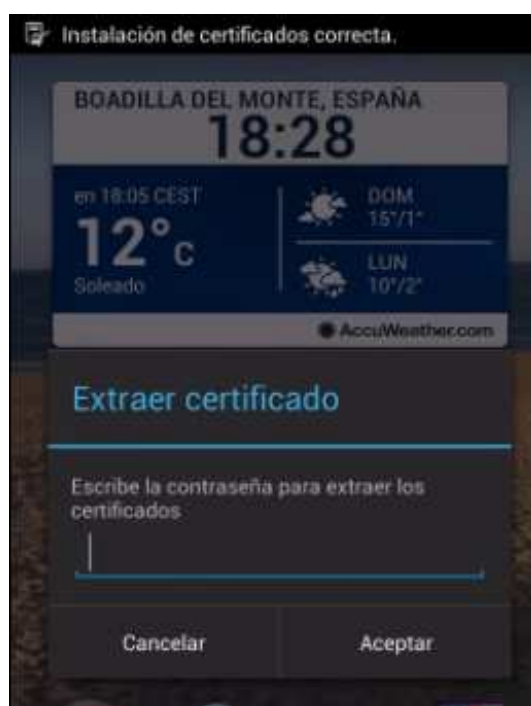 Instalación de certificados correcta.
BOADILLA DEL MONTE, ESPAÑA
18:28
en 18:05 CEST
12°C
Soleado
DOM
15°/1°
LUN
10°/2°
AccuWeather.com
Extraer certificado
Escribe la contraseña para extraer los
certificados
Cancelar
Aceptar